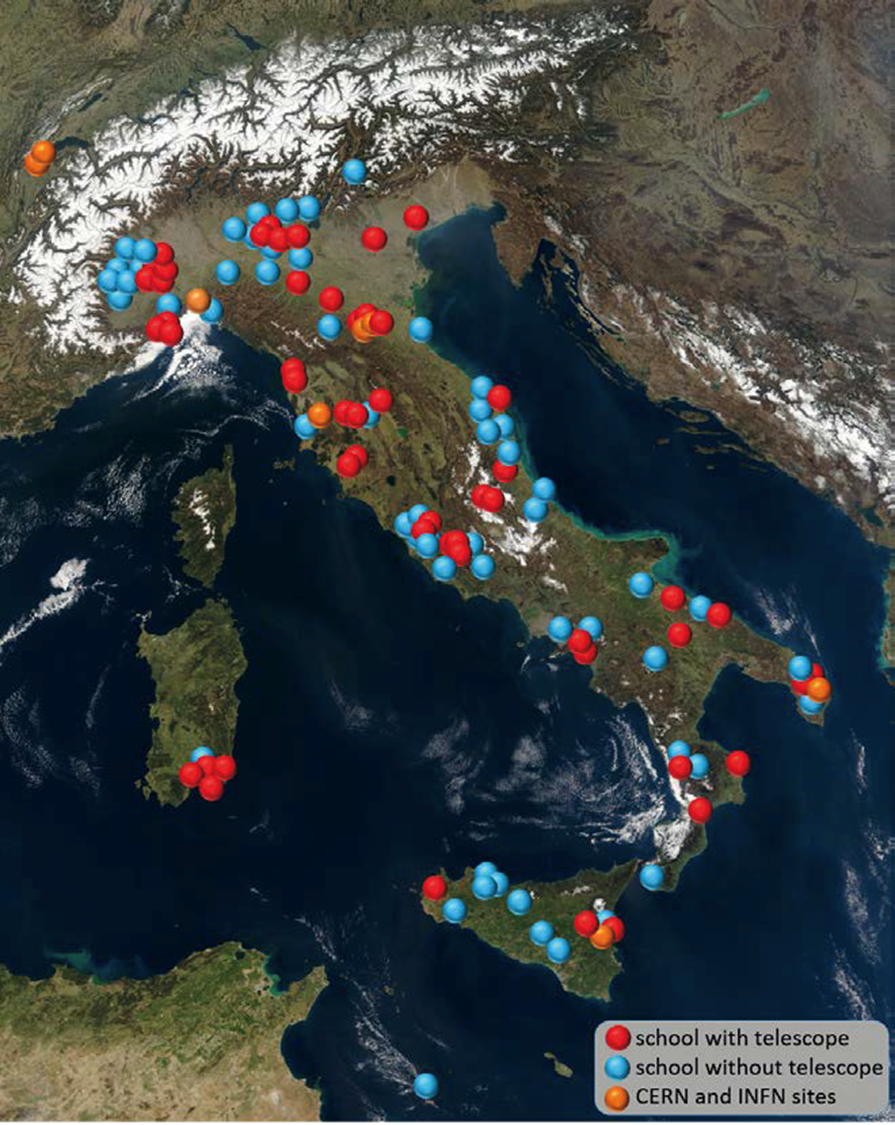 school with telescope
school without telescope
CERN and INFN sites